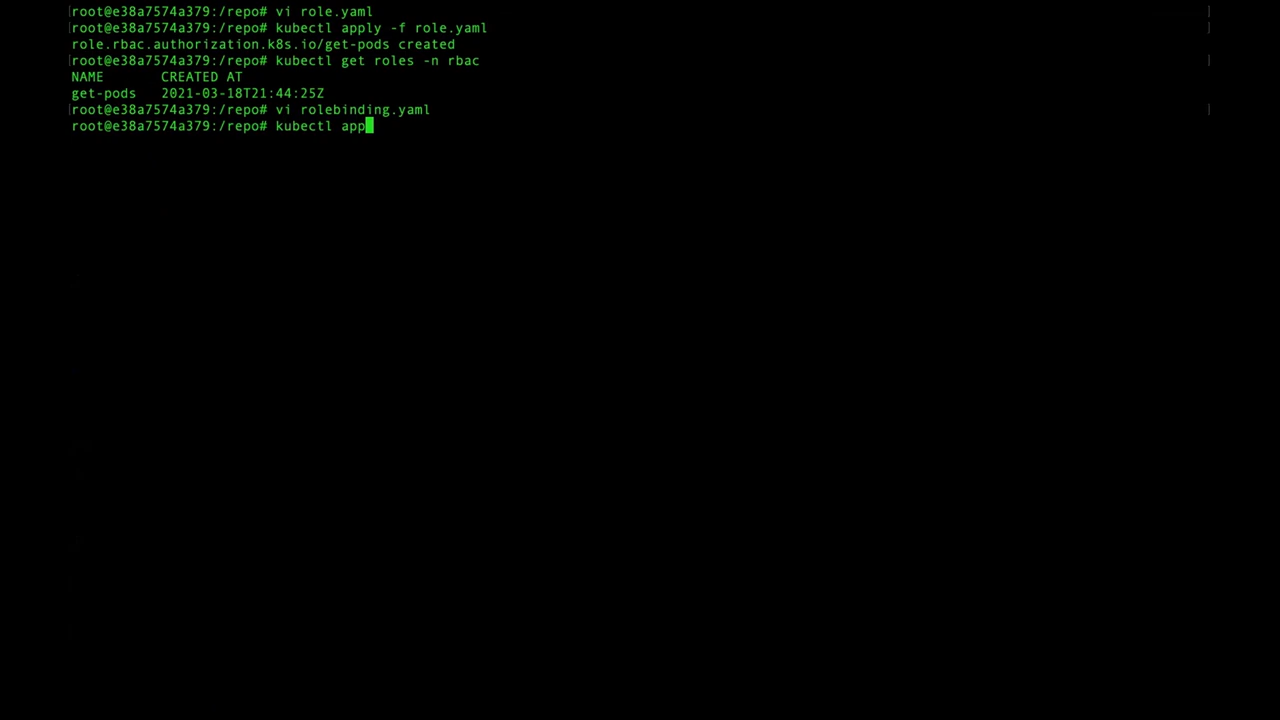 root@e38a7574a379:/repo# vi role.yaml
root@e38a7574a379:/repo# kubectl apply -f role.yaml
role.rbac.authorization.k8s.io/get-pods created
root@e38a7574a379:/repo# kubectl get roles -n rbac
NAME       CREATED AT
get-pods   2021-03-18T21:44:25Z
root@e38a7574a379:/repo# vi rolebinding.yaml
root@e38a7574a379:/repo# kubectl app